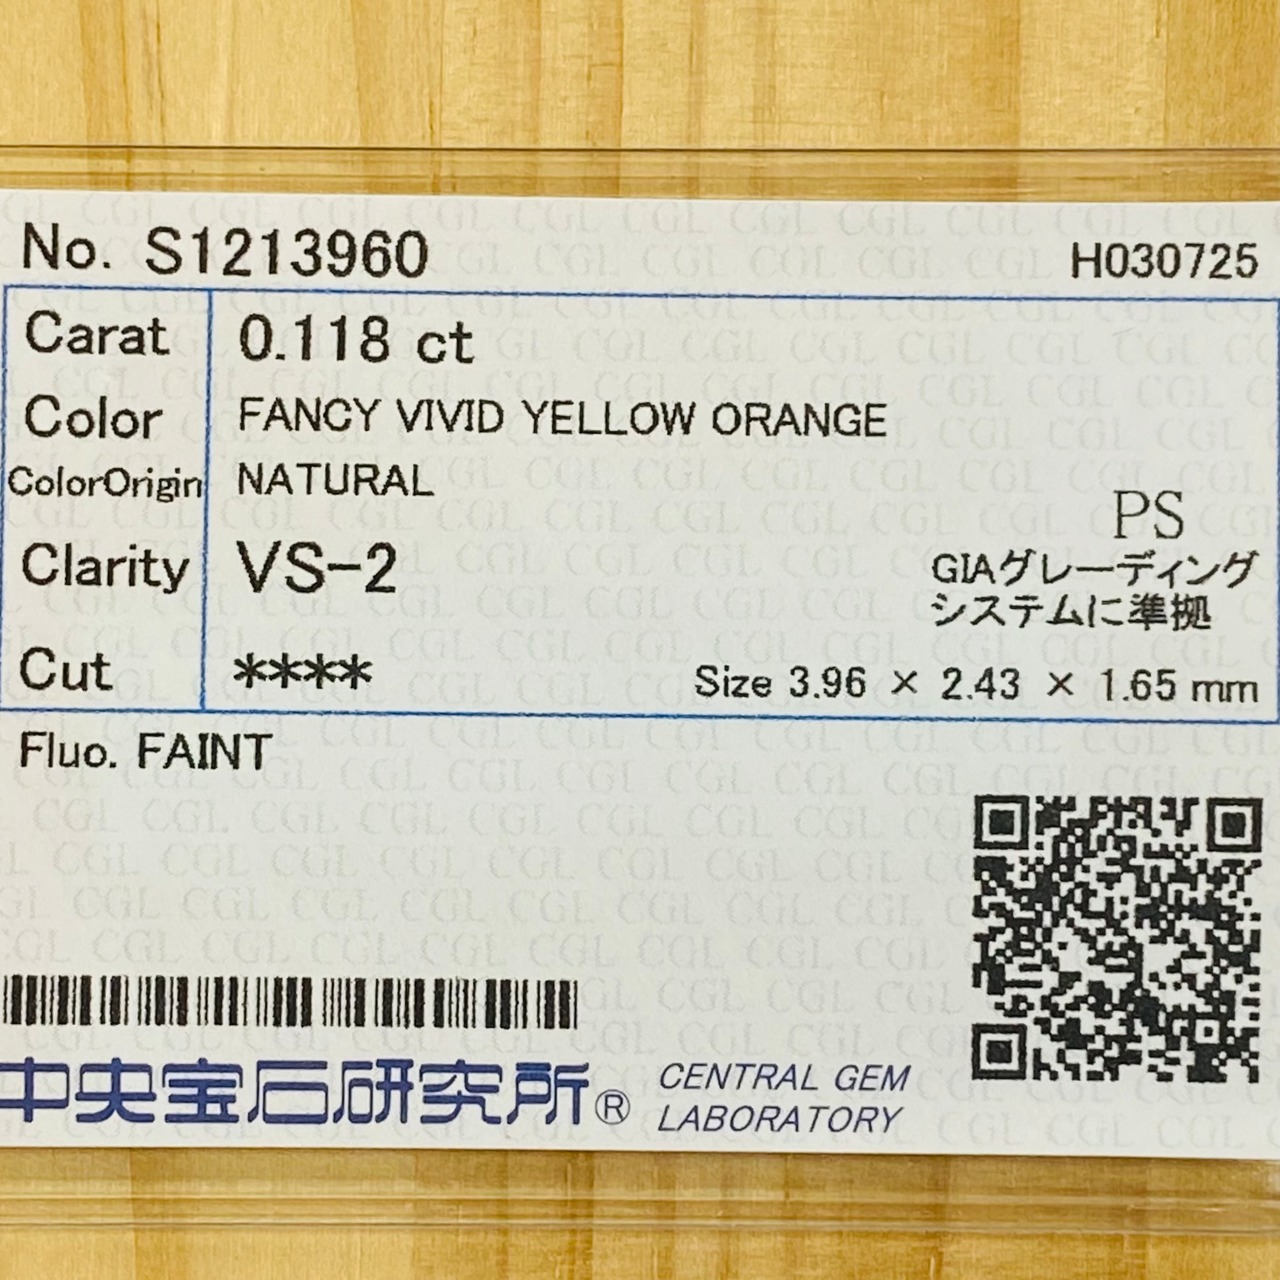 No. S1213960 H030725
Carat 0.118 ct
Color FANCY VIVID YELLOW ORANGE
ColorOrigin NATURAL
PS
Clarity VS-2
GIAグレーディング
システムに準拠
Cut ****
Size 3.96 × 2.43 × 1.65 mm
Fluo. FAINT
中央宝石研究所® CENTRAL GEM
LABORATORY